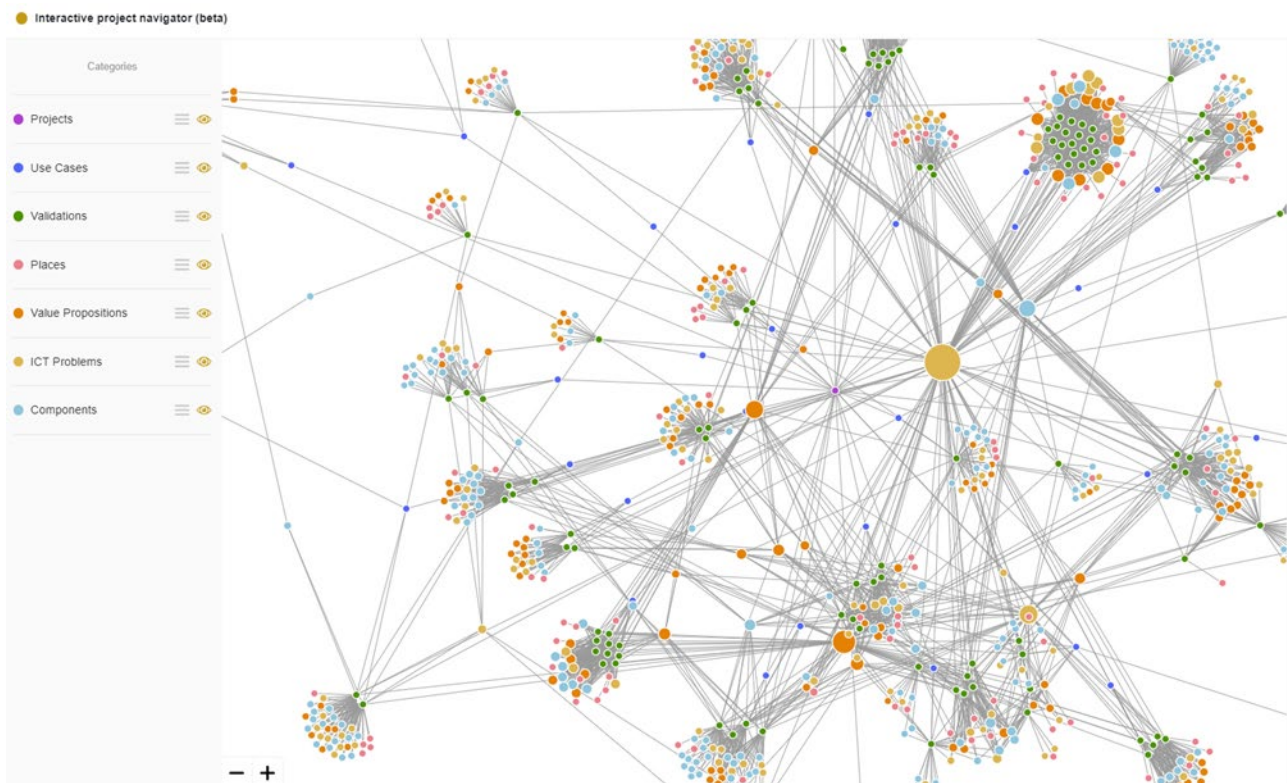 Interactive project navigator (beta)
Categories
Projects
Use Cases
Validations
Places
Value Propositions
ICT Problems
Components
− +